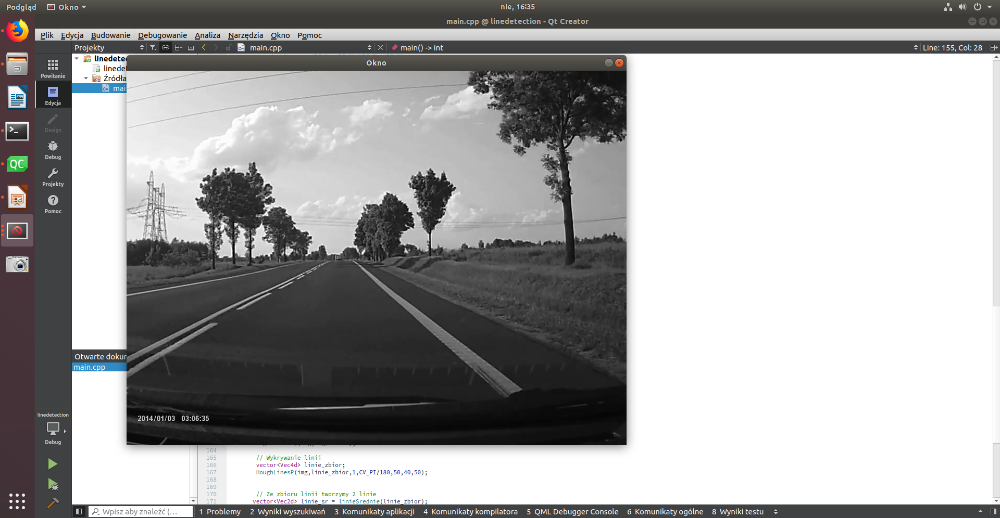 Podgląd Okno nie, 16:35
main.cpp @ linedetection - Qt Creator
Plik Edycja Budowanie Debugowanie Analiza Narzędzia Okno Pomoc
Projekty main.cpp main() -> int Line: 155, Col: 28
Powitanie
Edycja
Design
Debug
Projekty
Pomoc
Źródła
Okno
2014/01/03 03:06:35
Otwarte
main.cpp
linedetection
Debug
QC
164
165 // Wykrywanie linii
166 vector<Vec4d> linie_zbior;
167 HoughLinesP(img,linie_zbior,1,CV_PI/180,50,40,50);
168
169
170 // Ze zbioru linii tworzymy 2 linie
171 vector<Vec2d> linie_sr = linieSrednie(linie_zbior);
Wpisz aby znaleźć (... 1 Problemy 2 Wyniki wyszukiwań 3 Komunikaty aplikacji 4 Komunikaty kompilatora 5 QML Debugger Console 6 Komunikaty ogólne 8 Wyniki testu